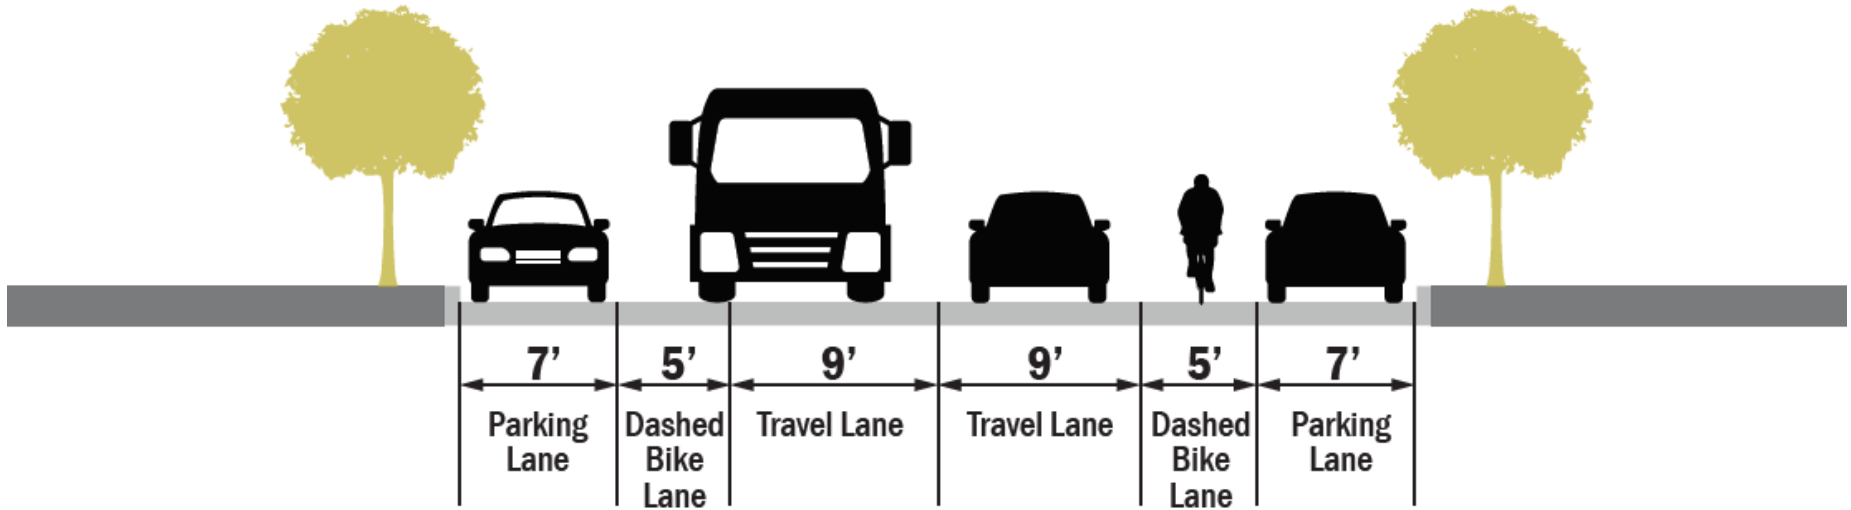 7’ 5’ 9’ 9’ 5’ 7’
Parking Dashed Travel Lane Travel Lane Dashed Parking
Lane Bike Bike Lane
Lane Lane